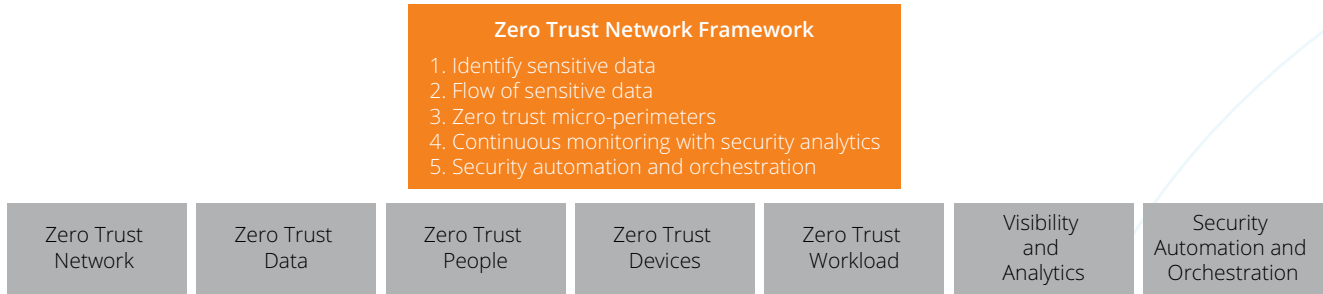 Zero Trust Network Framework
1. Identify sensitive data
2. Flow of sensitive data
3. Zero trust micro-perimeters
4. Continuous monitoring with security analytics
5. Security automation and orchestration
Zero Trust
Network
Zero Trust
Data
Zero Trust
People
Zero Trust
Devices
Zero Trust
Workload
Visibility
and
Analytics
Security
Automation and
Orchestration